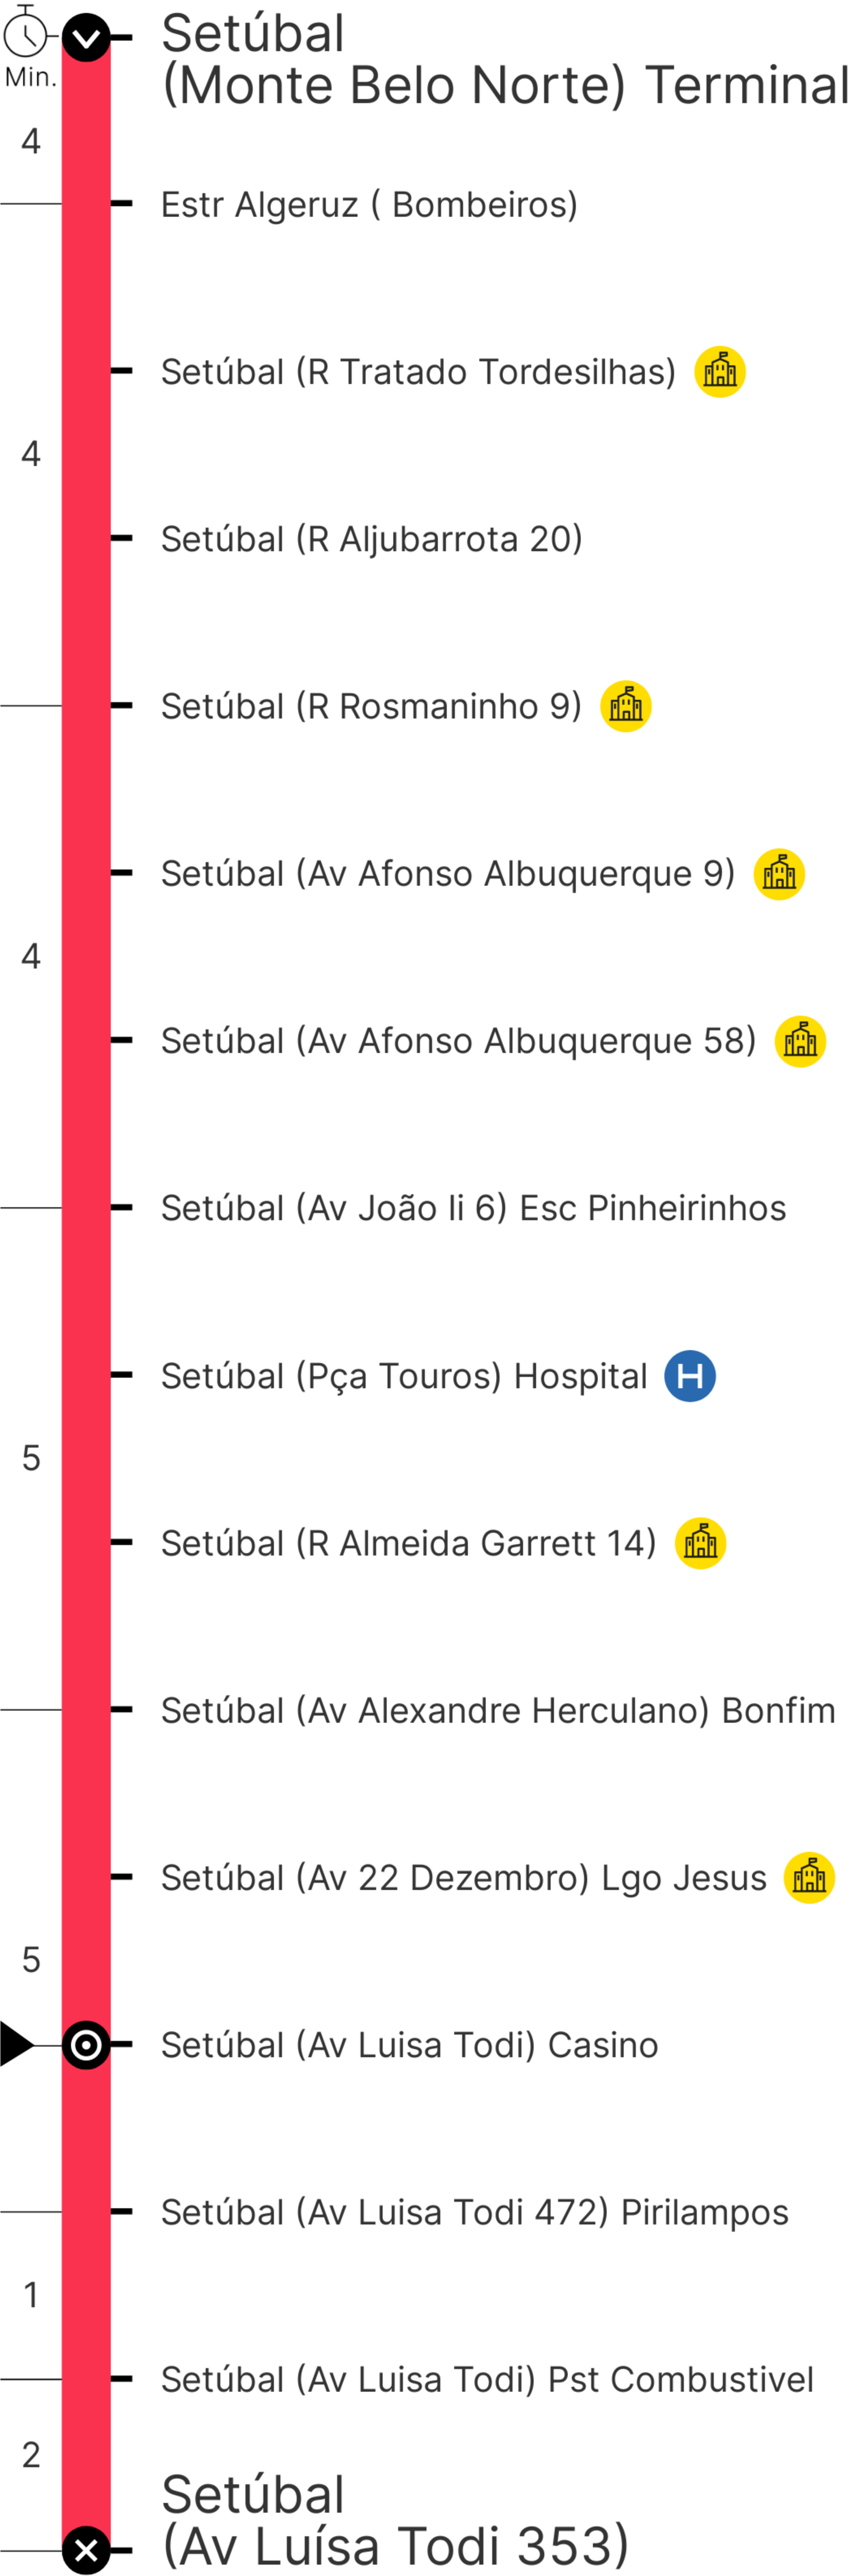 Setúbal
(Monte Belo Norte) Terminal
Min.
4
Estr Algeruz ( Bombeiros)
Setúbal (R Tratado Tordesilhas)
4
Setúbal (R Aljubarrota 20)
Setúbal (R Rosmaninho 9)
Setúbal (Av Afonso Albuquerque 9)
4
Setúbal (Av Afonso Albuquerque 58)
Setúbal (Av João Ii 6) Esc Pinheirinhos
Setúbal (Pça Touros) Hospital H
5
Setúbal (R Almeida Garrett 14)
Setúbal (Av Alexandre Herculano) Bonfim
Setúbal (Av 22 Dezembro) Lgo Jesus
5
Setúbal (Av Luisa Todi) Casino
Setúbal (Av Luisa Todi 472) Pirilampos
1
Setúbal (Av Luisa Todi) Pst Combustivel
2
Setúbal
(Av Luísa Todi 353)